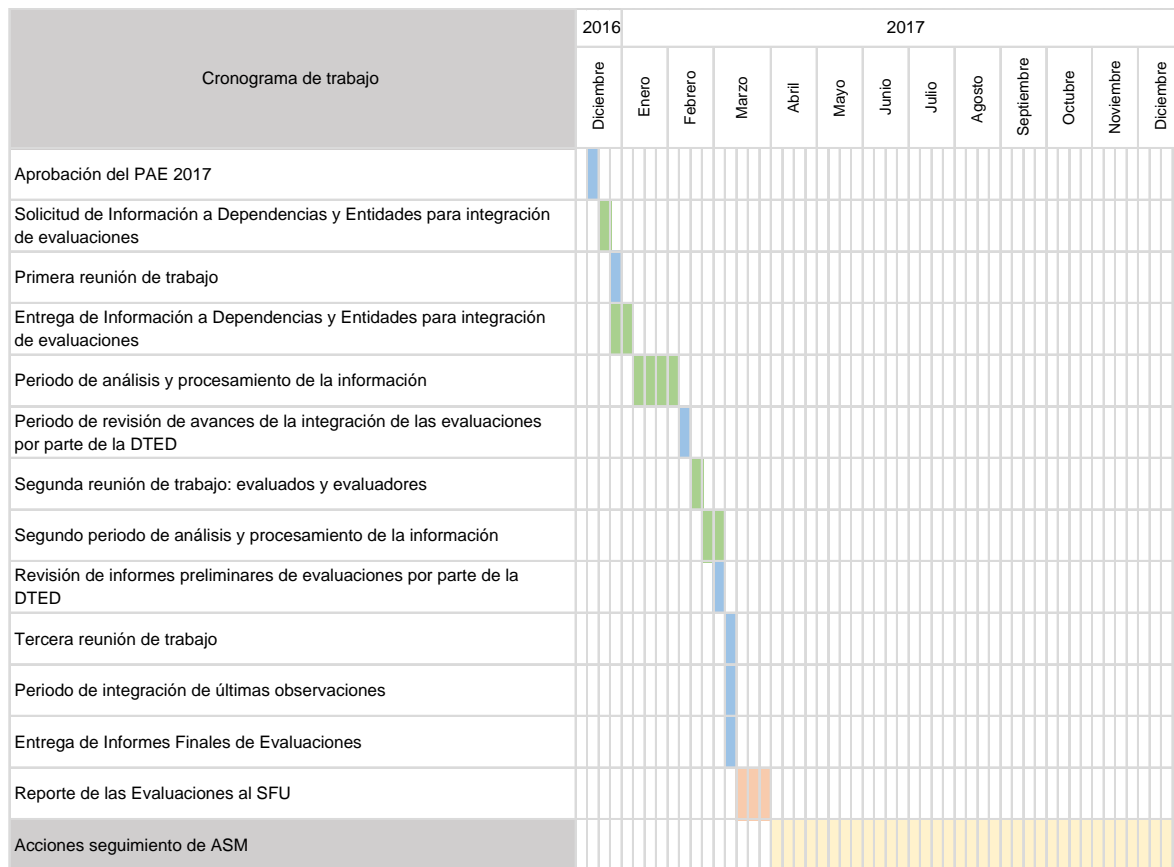 2016
2017
Cronograma de trabajo
Diciembre
Enero
Febrero
Marzo
Abril
Mayo
Junio
Julio
Agosto
Septiembre
Octubre
Noviembre
Diciembre
Aprobación del PAE 2017
Solicitud de Información a Dependencias y Entidades para integración
de evaluaciones
Primera reunión de trabajo
Entrega de Información a Dependencias y Entidades para integración
de evaluaciones
Periodo de análisis y procesamiento de la información
Periodo de revisión de avances de la integración de las evaluaciones
por parte de la DTED
Segunda reunión de trabajo: evaluados y evaluadores
Segundo periodo de análisis y procesamiento de la información
Revisión de informes preliminares de evaluaciones por parte de la
DTED
Tercera reunión de trabajo
Periodo de integración de últimas observaciones
Entrega de Informes Finales de Evaluaciones
Reporte de las Evaluaciones al SFU
Acciones seguimiento de ASM